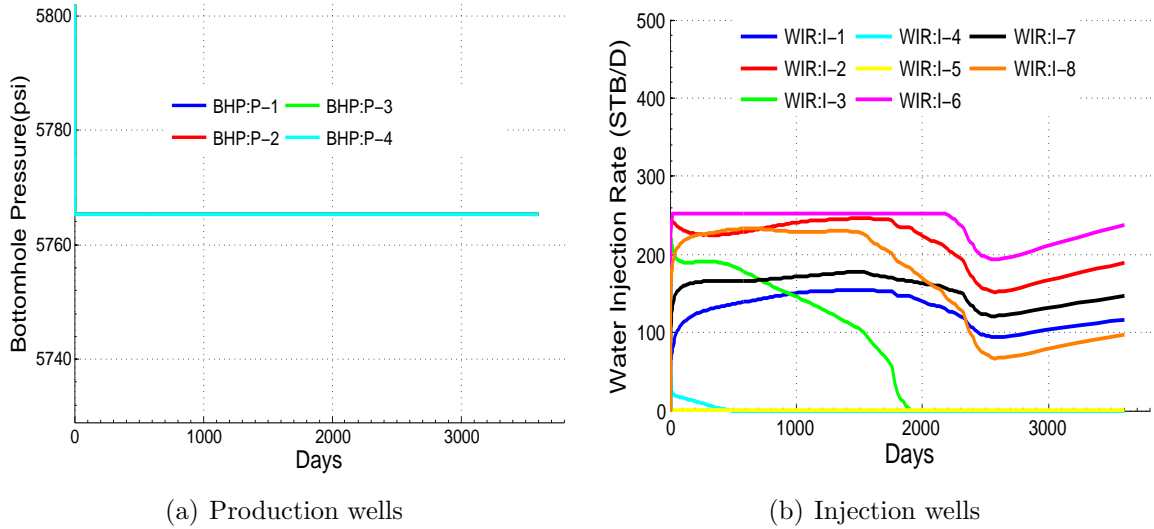 5800
5780
5760
5740
0
1000
2000
3000
Bottomhole Pressure(psi)
Days
BHP:P−1 BHP:P−3
BHP:P−2 BHP:P−4
(a) Production wells
500
400
300
200
100
0
0
1000
2000
3000
Water Injection Rate (STB/D)
Days
WIR:I−1 WIR:I−4 WIR:I−7
WIR:I−2 WIR:I−5 WIR:I−8
WIR:I−3 WIR:I−6
(b) Injection wells